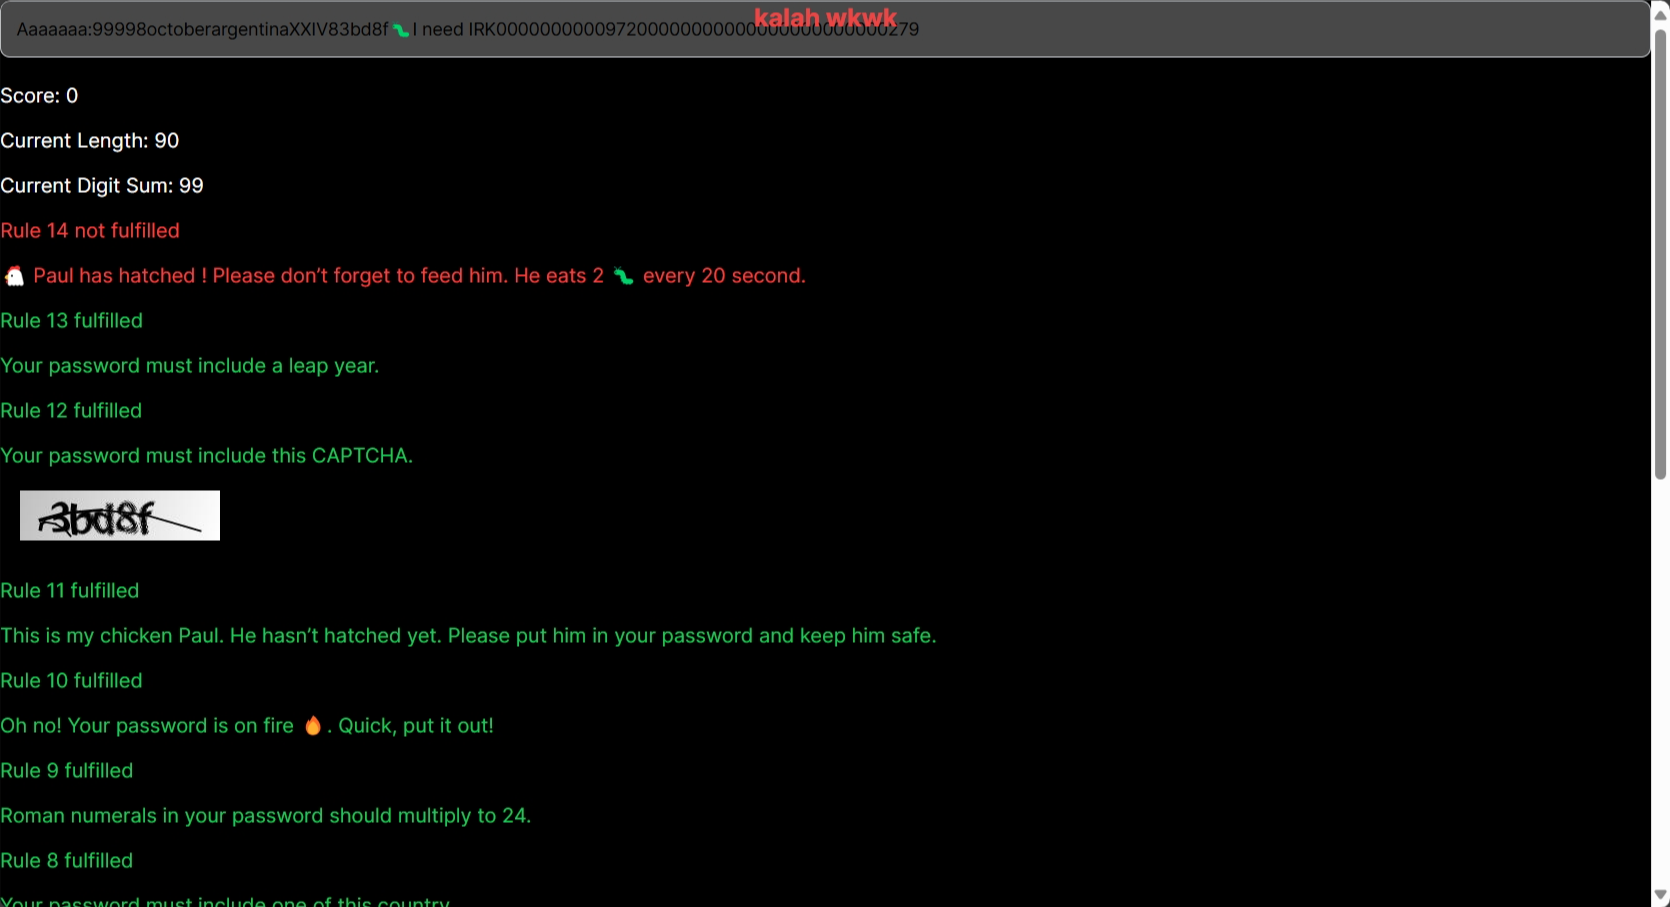 Aaaaaaa:99998octoberargentinaXXIV83bd8f🐛I need IRK000000000097200000000000000000000000279
kalah wkwk
Score: 0
Current Length: 90
Current Digit Sum: 99
Rule 14 not fulfilled
🐔 Paul has hatched ! Please don’t forget to feed him. He eats 2 🐛 every 20 second.
Rule 13 fulfilled
Your password must include a leap year.
Rule 12 fulfilled
Your password must include this CAPTCHA.
3bd8f
Rule 11 fulfilled
This is my chicken Paul. He hasn’t hatched yet. Please put him in your password and keep him safe.
Rule 10 fulfilled
Oh no! Your password is on fire 🔥. Quick, put it out!
Rule 9 fulfilled
Roman numerals in your password should multiply to 24.
Rule 8 fulfilled
Your password must include one of this country.